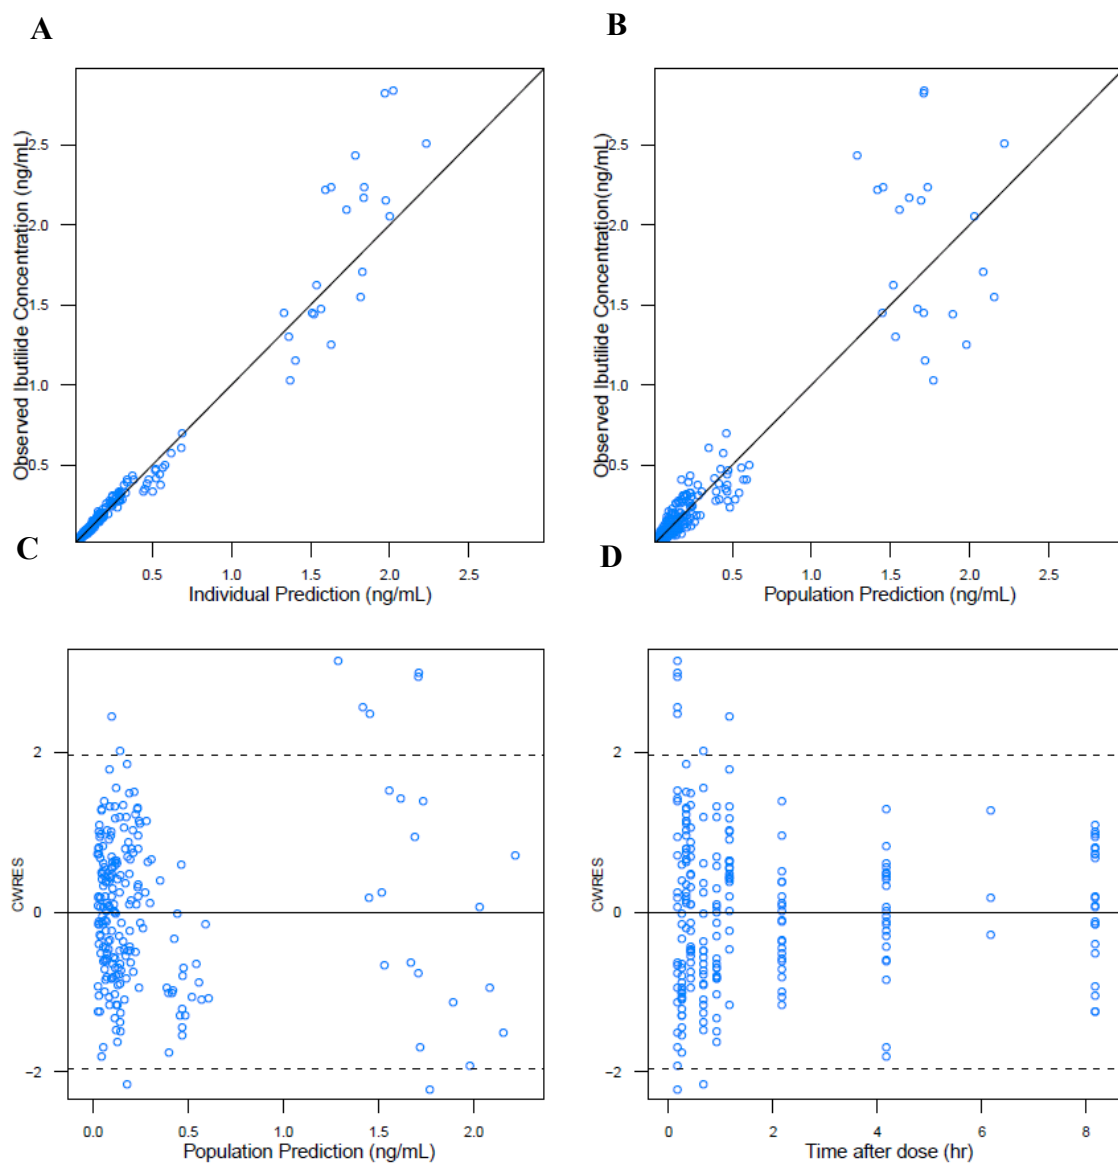 A
B
Observed Ibutilide Concentration (ng/mL)
2.5
2.0
1.5
1.0
0.5
0.5 1.0 1.5 2.0 2.5
Individual Prediction (ng/mL)
Observed Ibutilide Concentration(ng/mL)
2.5
2.0
1.5
1.0
0.5
0.5 1.0 1.5 2.0 2.5
Population Prediction (ng/mL)
C
D
CWRES
2
0
−2
0.0 0.5 1.0 1.5 2.0
Population Prediction (ng/mL)
CWRES
2
0
−2
0 2 4 6 8
Time after dose (hr)